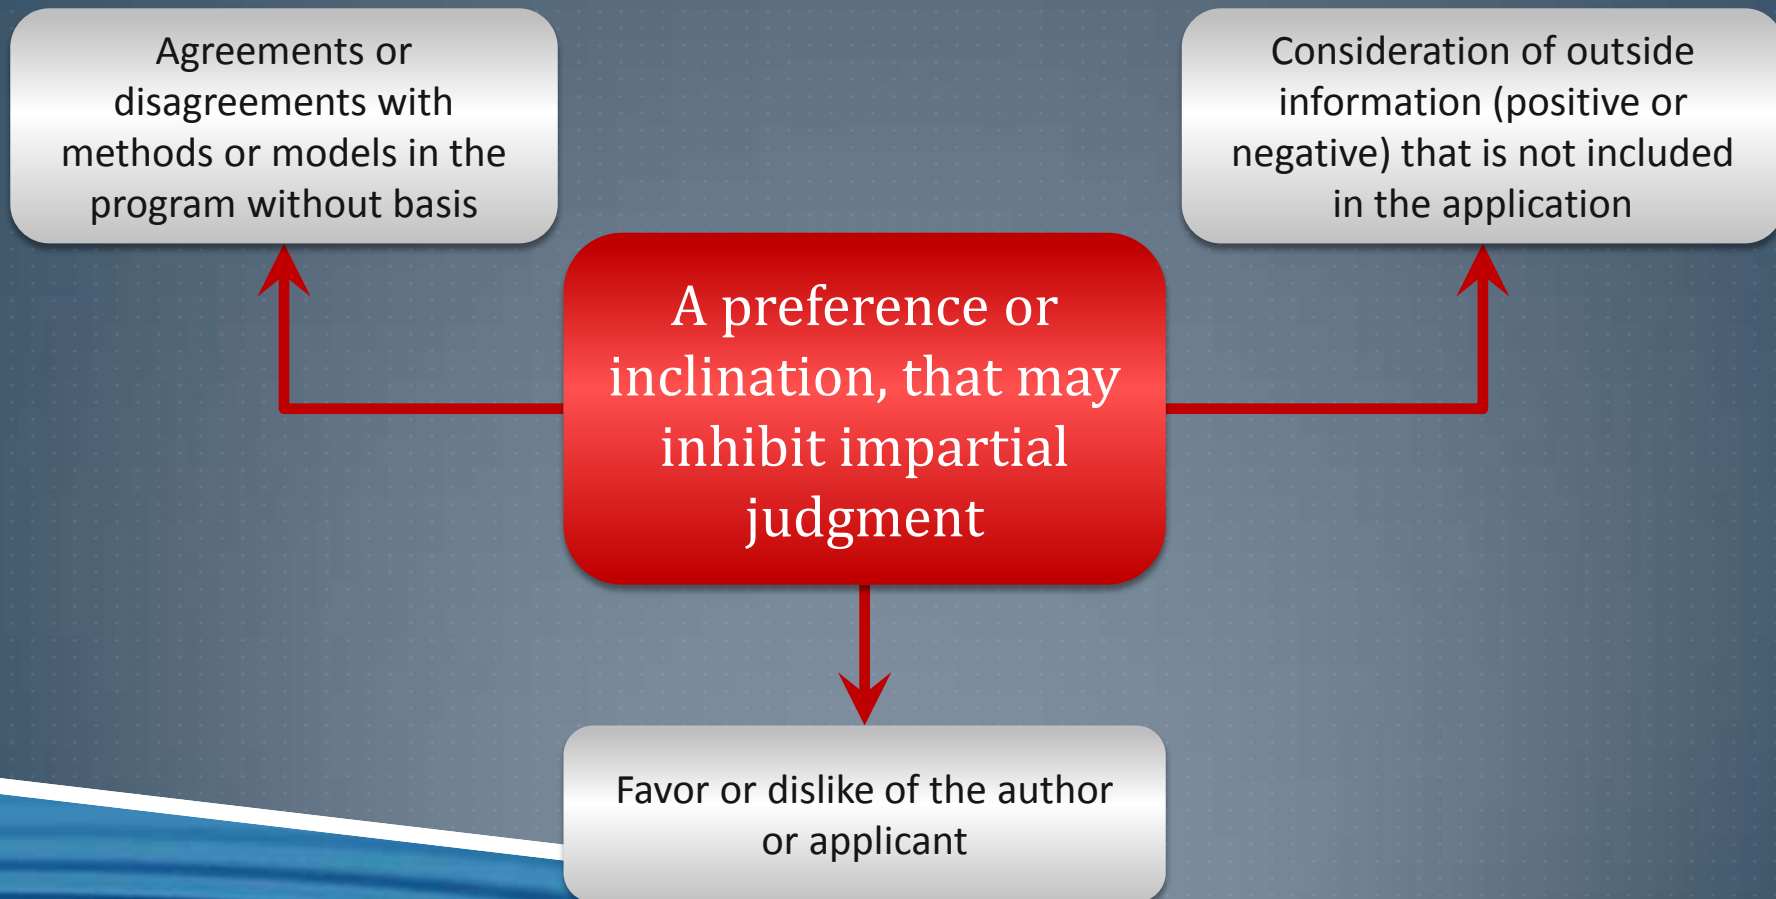 Agreements or
disagreements with
methods or models in the
program without basis
Consideration of outside
information (positive or
negative) that is not included
in the application
A preference or
inclination, that may
inhibit impartial
judgment
Favor or dislike of the author
or applicant